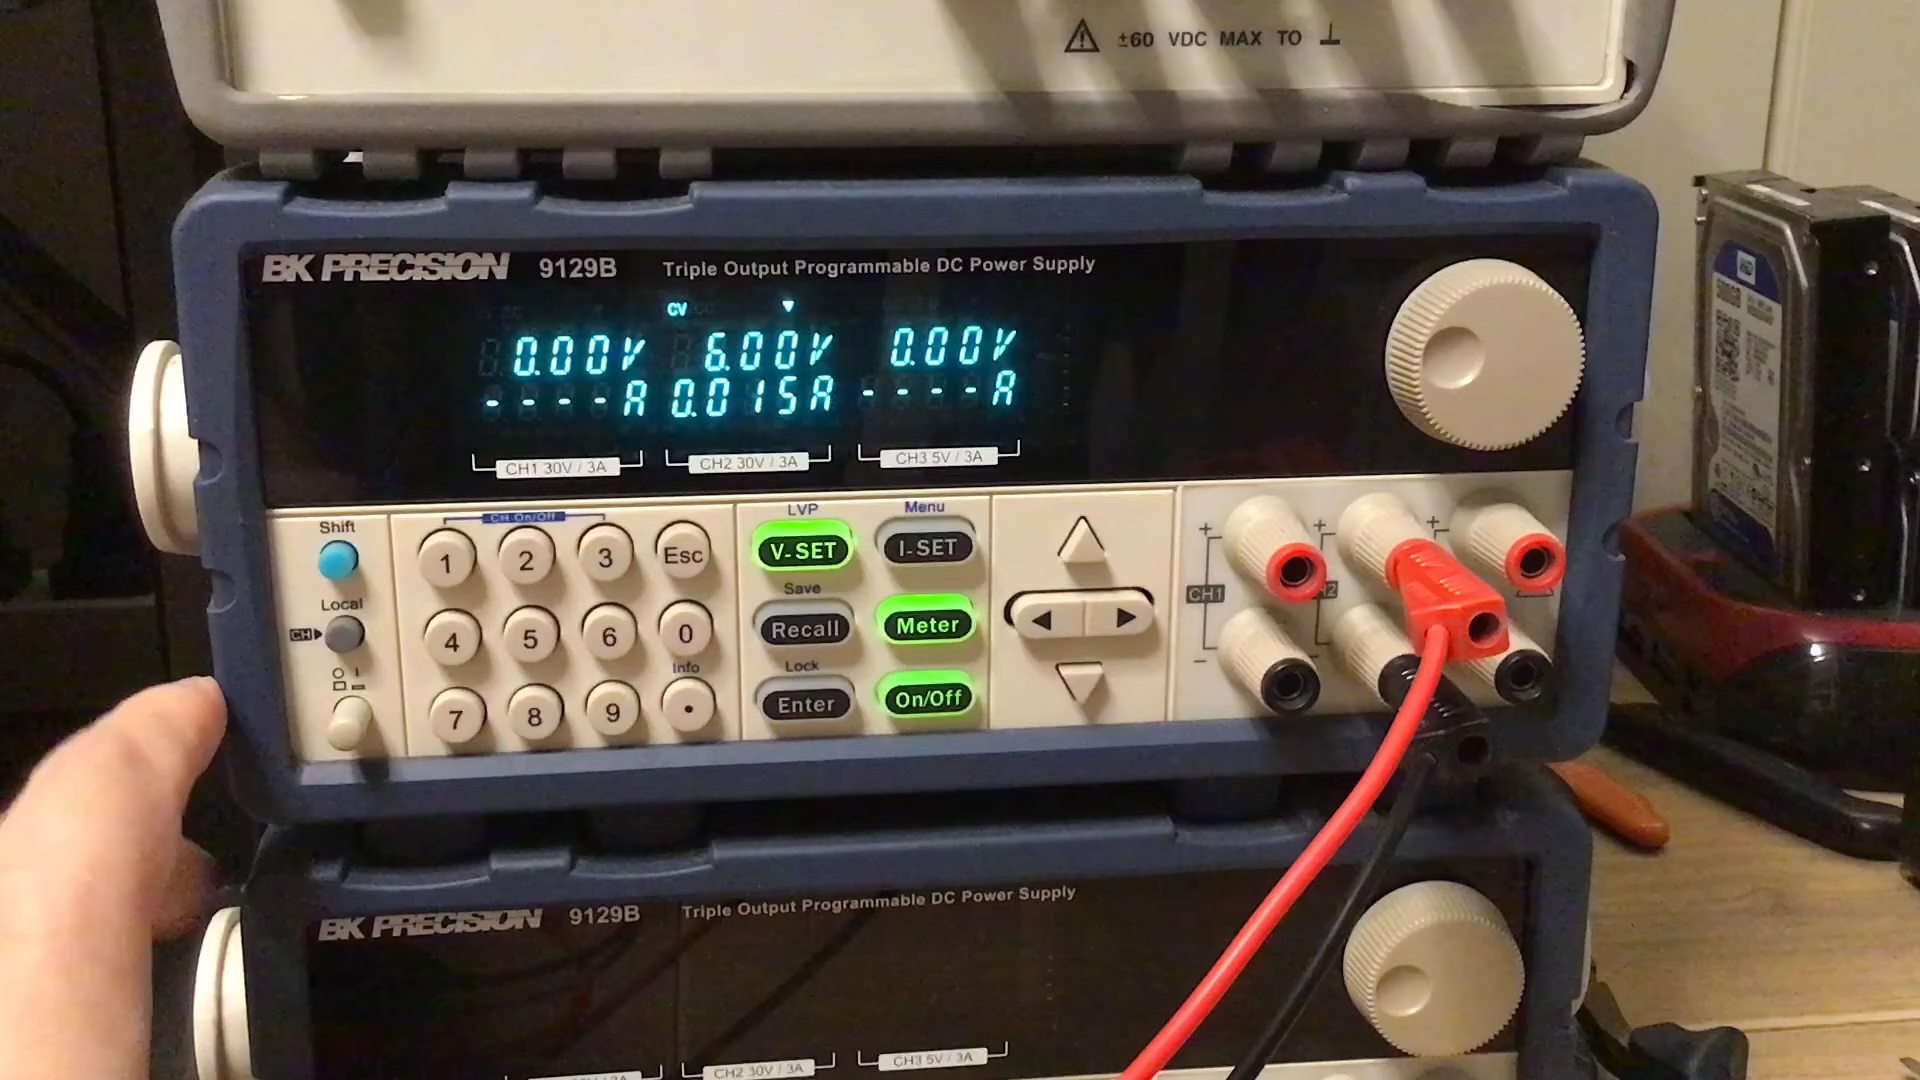 ±60 VDC MAX TO
BK PRECISION 9129B Triple Output Programmable DC Power Supply
CV
0.00V 6.00V 0.00V
----A 0.015A ----A
CH1 30V / 3A CH2 30V / 3A CH3 5V / 3A
Shift
CH On/Off
1 2 3 Esc
LVP Menu
V-SET I-SET
Local
CH
4 5 6 0
Save
Recall Meter
Info
7 8 9 •
Lock
Enter On/Off
+ + +
CH1
-
WD
BK PRECISION 9129B Triple Output Programmable DC Power Supply
CH2 30V / 3A CH3 5V / 3A